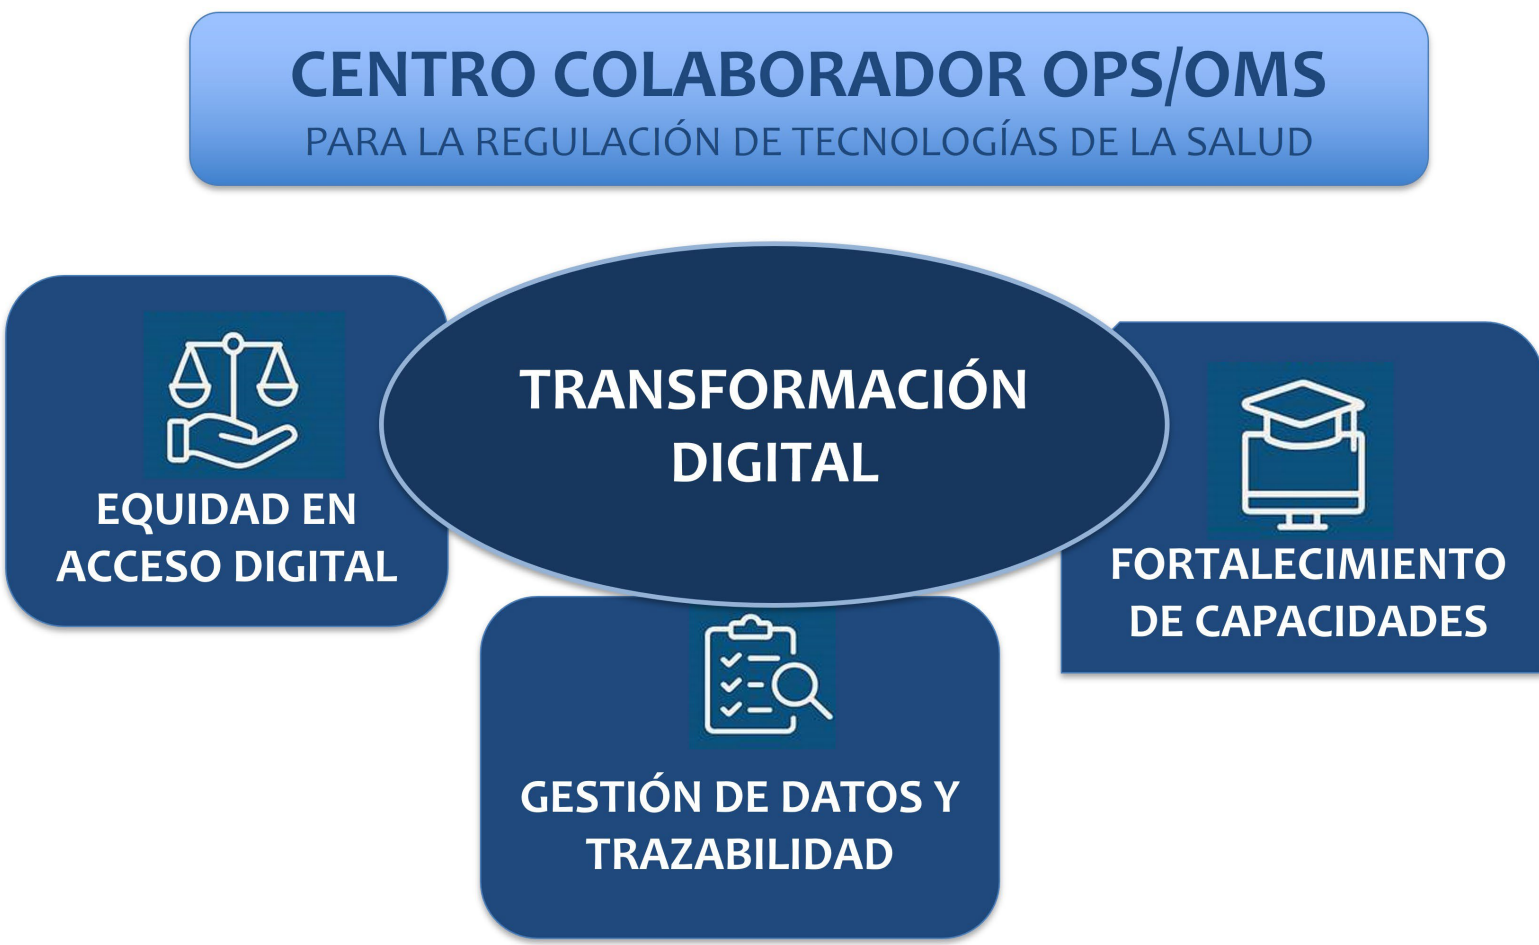 CENTRO COLABORADOR OPS/OMS
PARA LA REGULACIÓN DE TECNOLOGÍAS DE LA SALUD
TRANSFORMACIÓN
DIGITAL
EQUIDAD EN
ACCESO DIGITAL
FORTALECIMIENTO
DE CAPACIDADES
GESTIÓN DE DATOS Y
TRAZABILIDAD